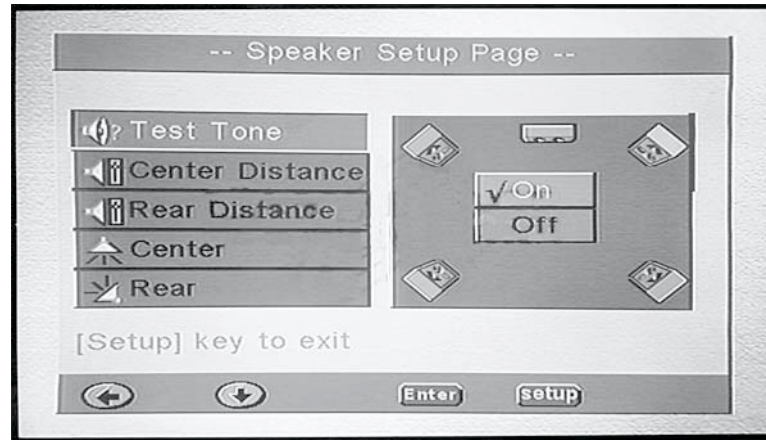 -- Speaker Setup Page --
Test Tone
Center Distance
Rear Distance
Center
Rear
√On
Off
[Setup] key to exit
Enter setup